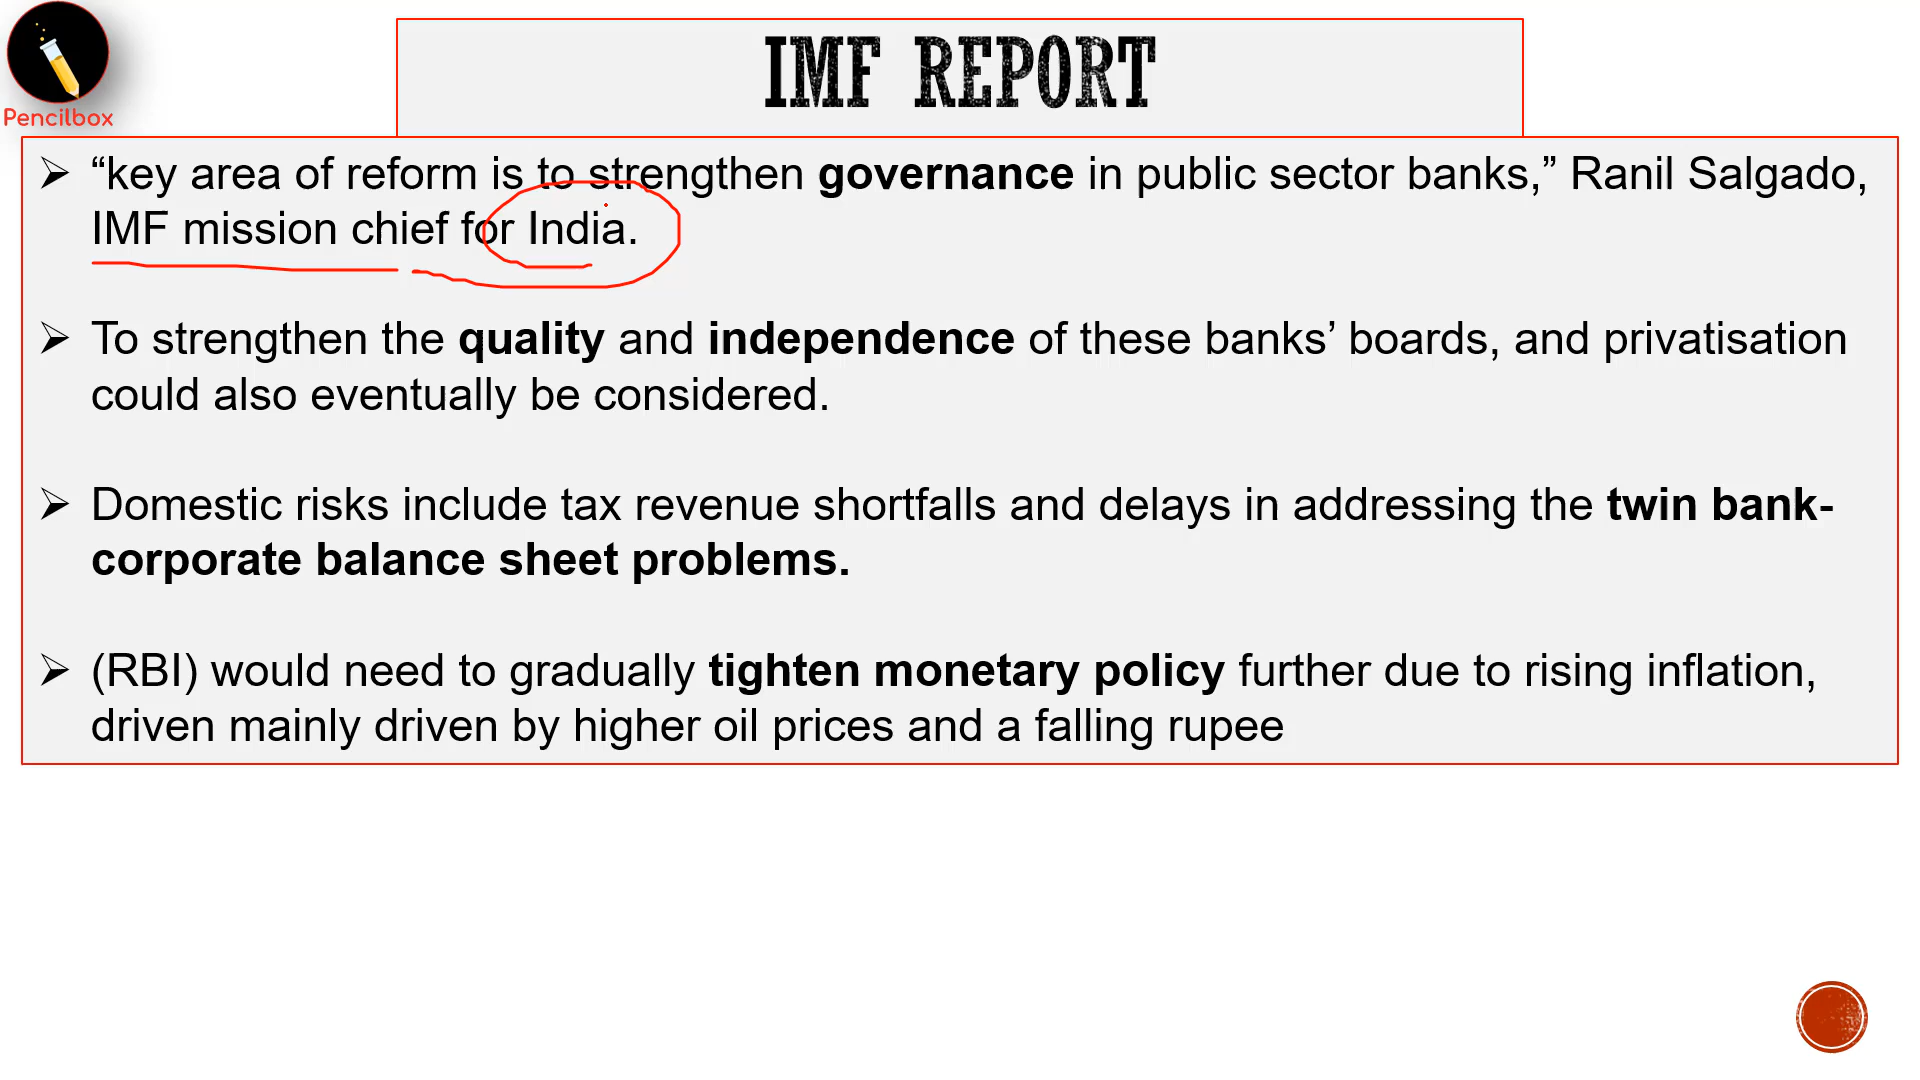 IMF REPORT
Pencilbox
➢ “key area of reform is to strengthen governance in public sector banks,” Ranil Salgado,
IMF mission chief for India.
➢ To strengthen the quality and independence of these banks’ boards, and privatisation
could also eventually be considered.
➢ Domestic risks include tax revenue shortfalls and delays in addressing the twin bank-
corporate balance sheet problems.
➢ (RBI) would need to gradually tighten monetary policy further due to rising inflation,
driven mainly driven by higher oil prices and a falling rupee